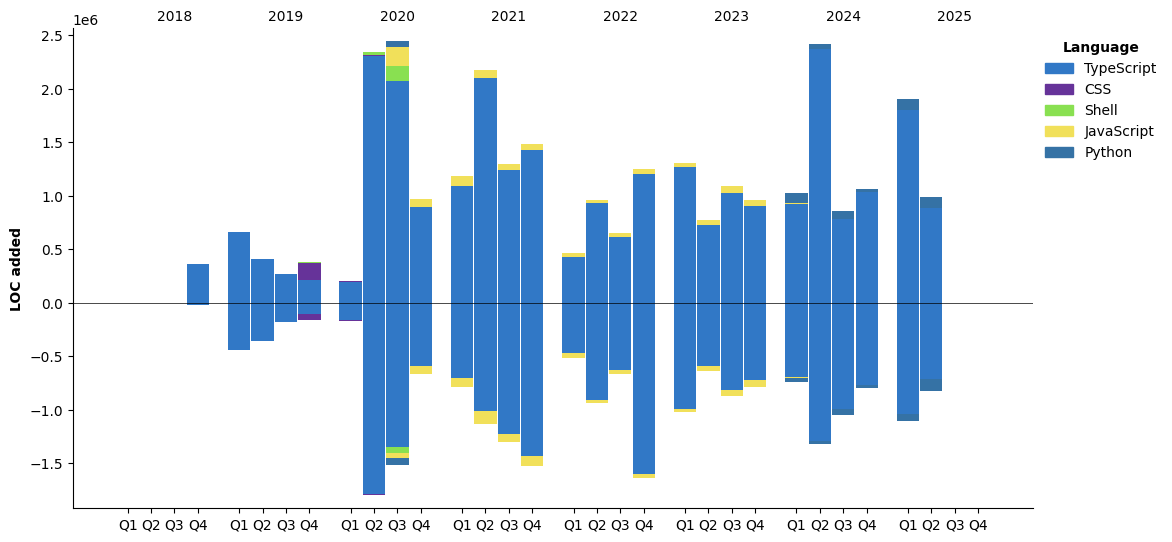 2018 2019 2020 2021 2022 2023 2024 2025
1e6
2.5
2.0
1.5
1.0
0.5
0.0
−0.5
−1.0
−1.5
LOC added
Q1 Q2 Q3 Q4 Q1 Q2 Q3 Q4 Q1 Q2 Q3 Q4 Q1 Q2 Q3 Q4 Q1 Q2 Q3 Q4 Q1 Q2 Q3 Q4 Q1 Q2 Q3 Q4 Q1 Q2 Q3 Q4
Language
TypeScript
CSS
Shell
JavaScript
Python